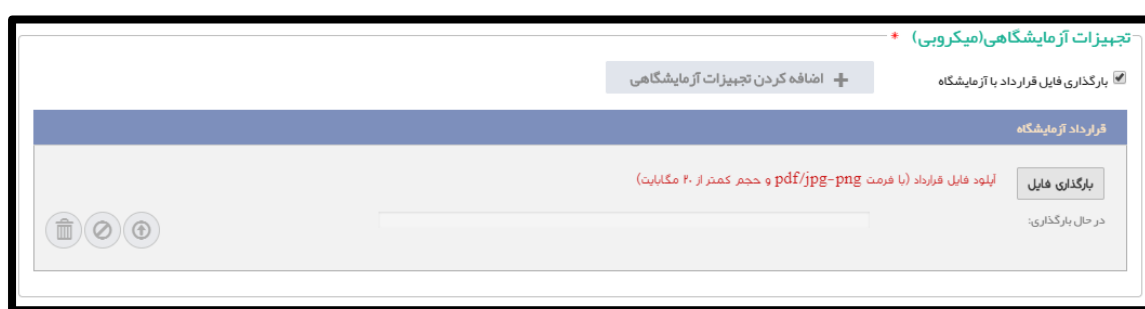 تجهیزات آزمایشگاهی(میکروبی) *
بارگذاری فایل قرارداد با آزمایشگاه
+ اضافه کردن تجهیزات آزمایشگاهی
قرارداد آزمایشگاه
بارگذاری فایل
آپلود فایل قراداد (با فرمت pdf/jpg-png و حجم کمتر از ۲۰ مگابایت)
در حال بارگذاری: